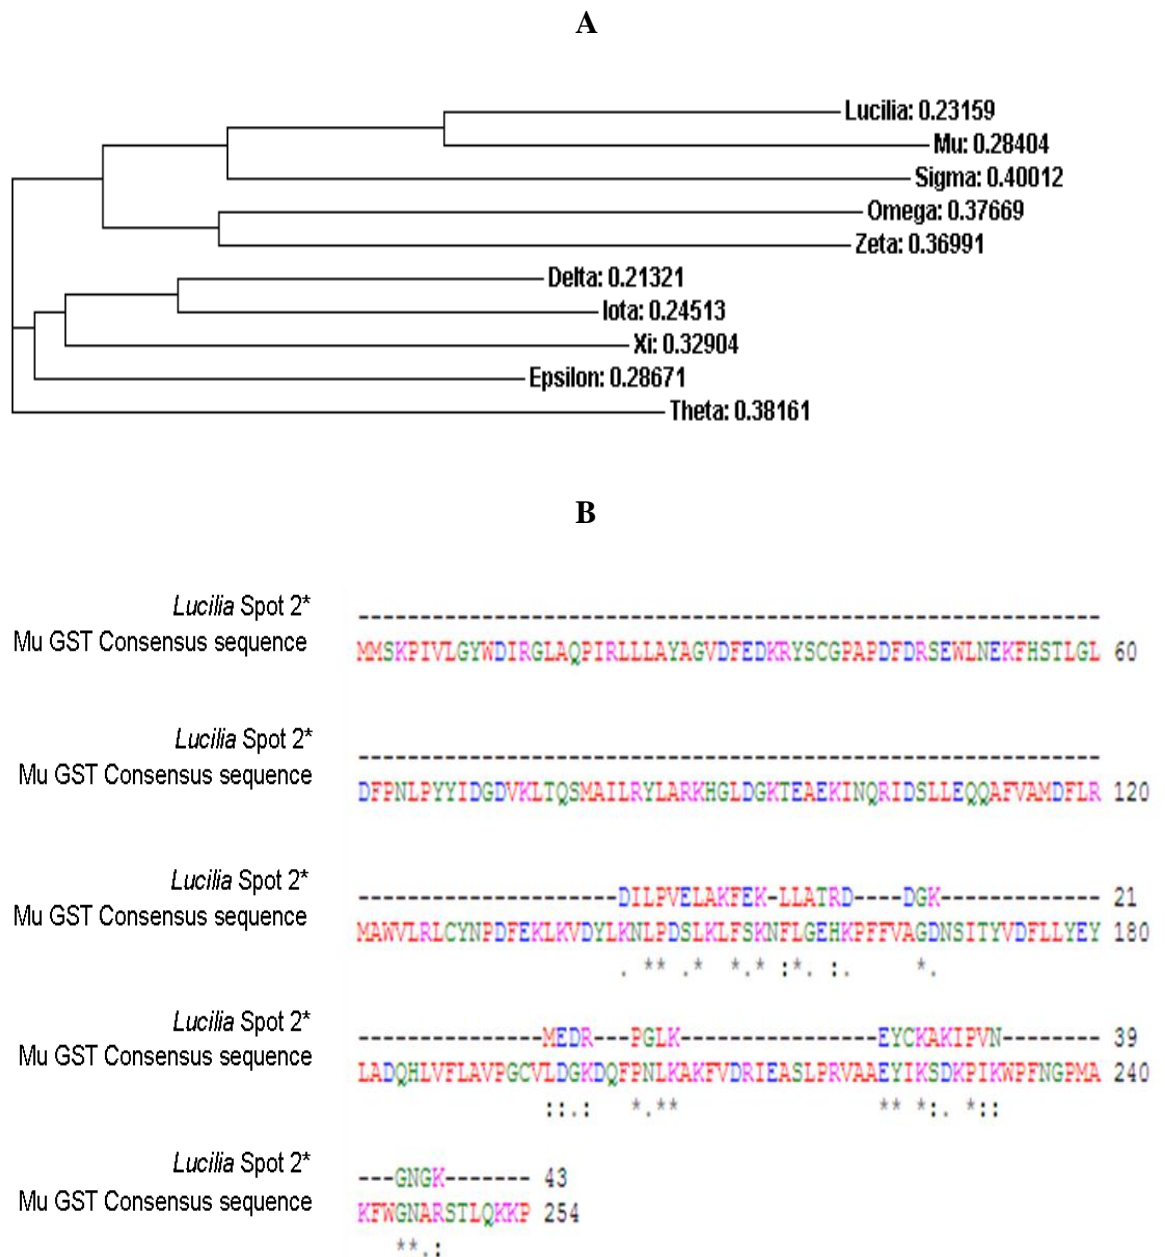 A
Lucilia: 0.23159
Mu: 0.28404
Sigma: 0.40012
Omega: 0.37669
Zeta: 0.36991
Delta: 0.21321
Iota: 0.24513
Xi: 0.32904
Epsilon: 0.28671
Theta: 0.38161
B
Lucilia Spot 2* ------------------------------------------------------------
Mu GST Consensus sequence MMSKPIVLGYWDIRGLAQPIRLLLAYAGVDFEDKRYSCGPAPDFDRSEWLNEKFHSTLGL 60
Lucilia Spot 2* ------------------------------------------------------------
Mu GST Consensus sequence DFPNLPYYIDGDVKLTQSMAILRYLARKHGLDGKTEAEKINQRIDSLLEQQAFVAMDFLR 120
Lucilia Spot 2* ---------------------DILPVELAKFEK-LLATRD----DGK------------- 21
Mu GST Consensus sequence MAWVLRLCYNPDFEKLKVDYLKNLPDSLKLFSKNFLGEHKPFFVAGDNSITYVDFLLYEY 180
. ** .* *.* :*. :. *.
Lucilia Spot 2* ---------------MEDR---PGLK----------------EYCKAKIPVN-------- 39
Mu GST Consensus sequence LADQHLVFLAVPGCVLDGKDQFPNLKAKFVDRIEASLPRVAAEYIKSDKPIKWPFNGPMA 240
::.: *.** ** *:. *::
Lucilia Spot 2* ---GNGK------- 43
Mu GST Consensus sequence KFWGNARSTLQKKP 254
**.: